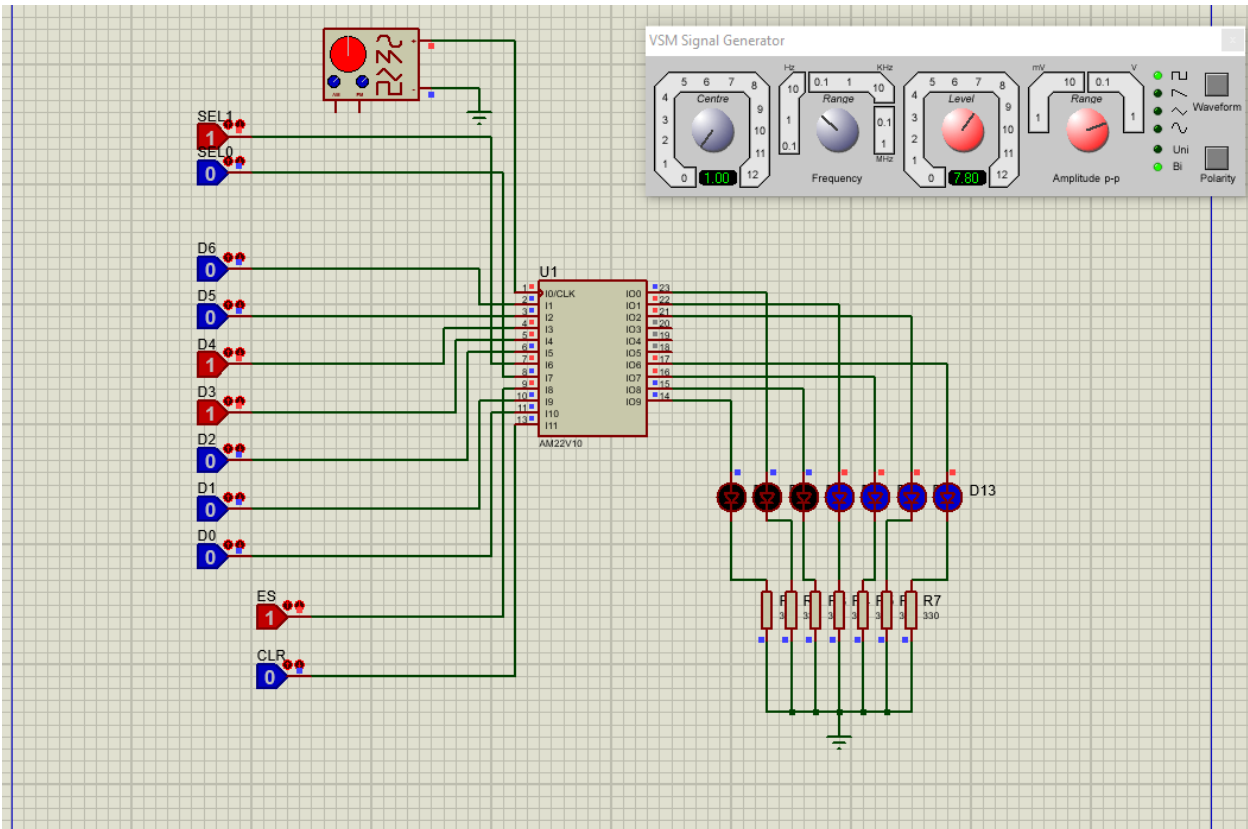 VSM Signal Generator
Centre
0 1 2 3 4 5 6 7 8 9 10 11 12
1.00
Hz KHz
Range
0.1 1 10 0.1 1 10 0.1 1
MHz
Frequency
Level
0 1 2 3 4 5 6 7 8 9 10 11 12
7.80
mV V
Range
1 10 0.1 1
Amplitude p-p
Waveform
Uni
Bi
Polarity
+
-
AM FM
SEL1
1
SEL0
0
D6
0
D5
0
D4
1
D3
1
D2
0
D1
0
D0
0
ES
1
CLR
0
U1
1 I0/CLK IO0 23
2 I1 IO1 22
3 I2 IO2 21
4 I3 IO3 20
5 I4 IO4 19
6 I5 IO5 18
7 I6 IO6 17
8 I7 IO7 16
9 I8 IO8 15
10 I9 IO9 14
11 I10
13 I11
AM22V10
D13
R7
330